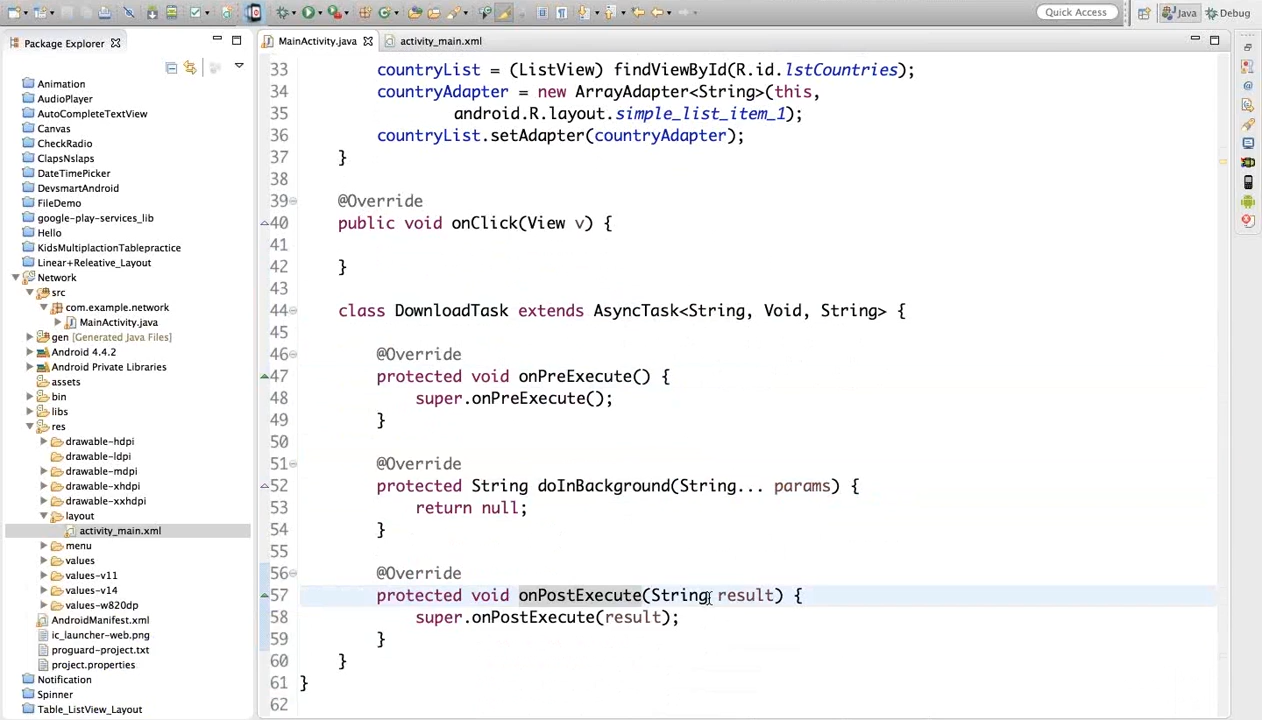 Quick Access
Java
Debug
Package Explorer
MainActivity.java
activity_main.xml
Animation
AudioPlayer
AutoCompleteTextView
Canvas
CheckRadio
ClapsNslaps
DateTimePicker
DevsmartAndroid
FileDemo
google-play-services_lib
Hello
KidsMultiplactionTablepractice
Linear+Releative_Layout
Network
src
com.example.network
MainActivity.java
gen [Generated Java Files]
Android 4.4.2
Android Private Libraries
assets
bin
libs
res
drawable-hdpi
drawable-ldpi
drawable-mdpi
drawable-xhdpi
drawable-xxhdpi
layout
activity_main.xml
menu
values
values-v11
values-v14
values-w820dp
AndroidManifest.xml
ic_launcher-web.png
proguard-project.txt
project.properties
Notification
Spinner
Table_ListView_Layout
33 countryList = (ListView) findViewById(R.id.lstCountries);
34 countryAdapter = new ArrayAdapter<String>(this,
35 android.R.layout.simple_list_item_1);
36 countryList.setAdapter(countryAdapter);
37 }
38
39 @Override
40 public void onClick(View v) {
41
42 }
43
44 class DownloadTask extends AsyncTask<String, Void, String> {
45
46 @Override
47 protected void onPreExecute() {
48 super.onPreExecute();
49 }
50
51 @Override
52 protected String doInBackground(String... params) {
53 return null;
54 }
55
56 @Override
57 protected void onPostExecute(String result) {
58 super.onPostExecute(result);
59 }
60 }
61 }
62